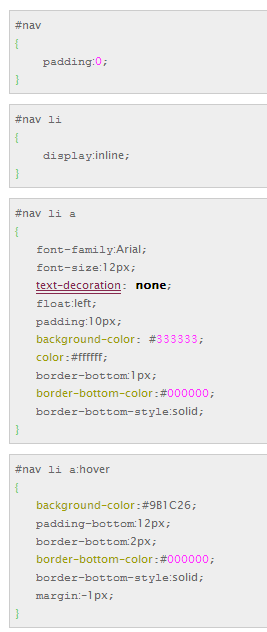 #nav
{
padding:0;
}
#nav li
{
display:inline;
}
#nav li a
{
font-family:Arial;
font-size:12px;
text-decoration: none;
float:left;
padding:10px;
background-color: #333333;
color:#ffffff;
border-bottom:1px;
border-bottom-color:#000000;
border-bottom-style:solid;
}
#nav li a:hover
{
background-color:#9B1C26;
padding-bottom:12px;
border-bottom:2px;
border-bottom-color:#000000;
border-bottom-style:solid;
margin:-1px;
}